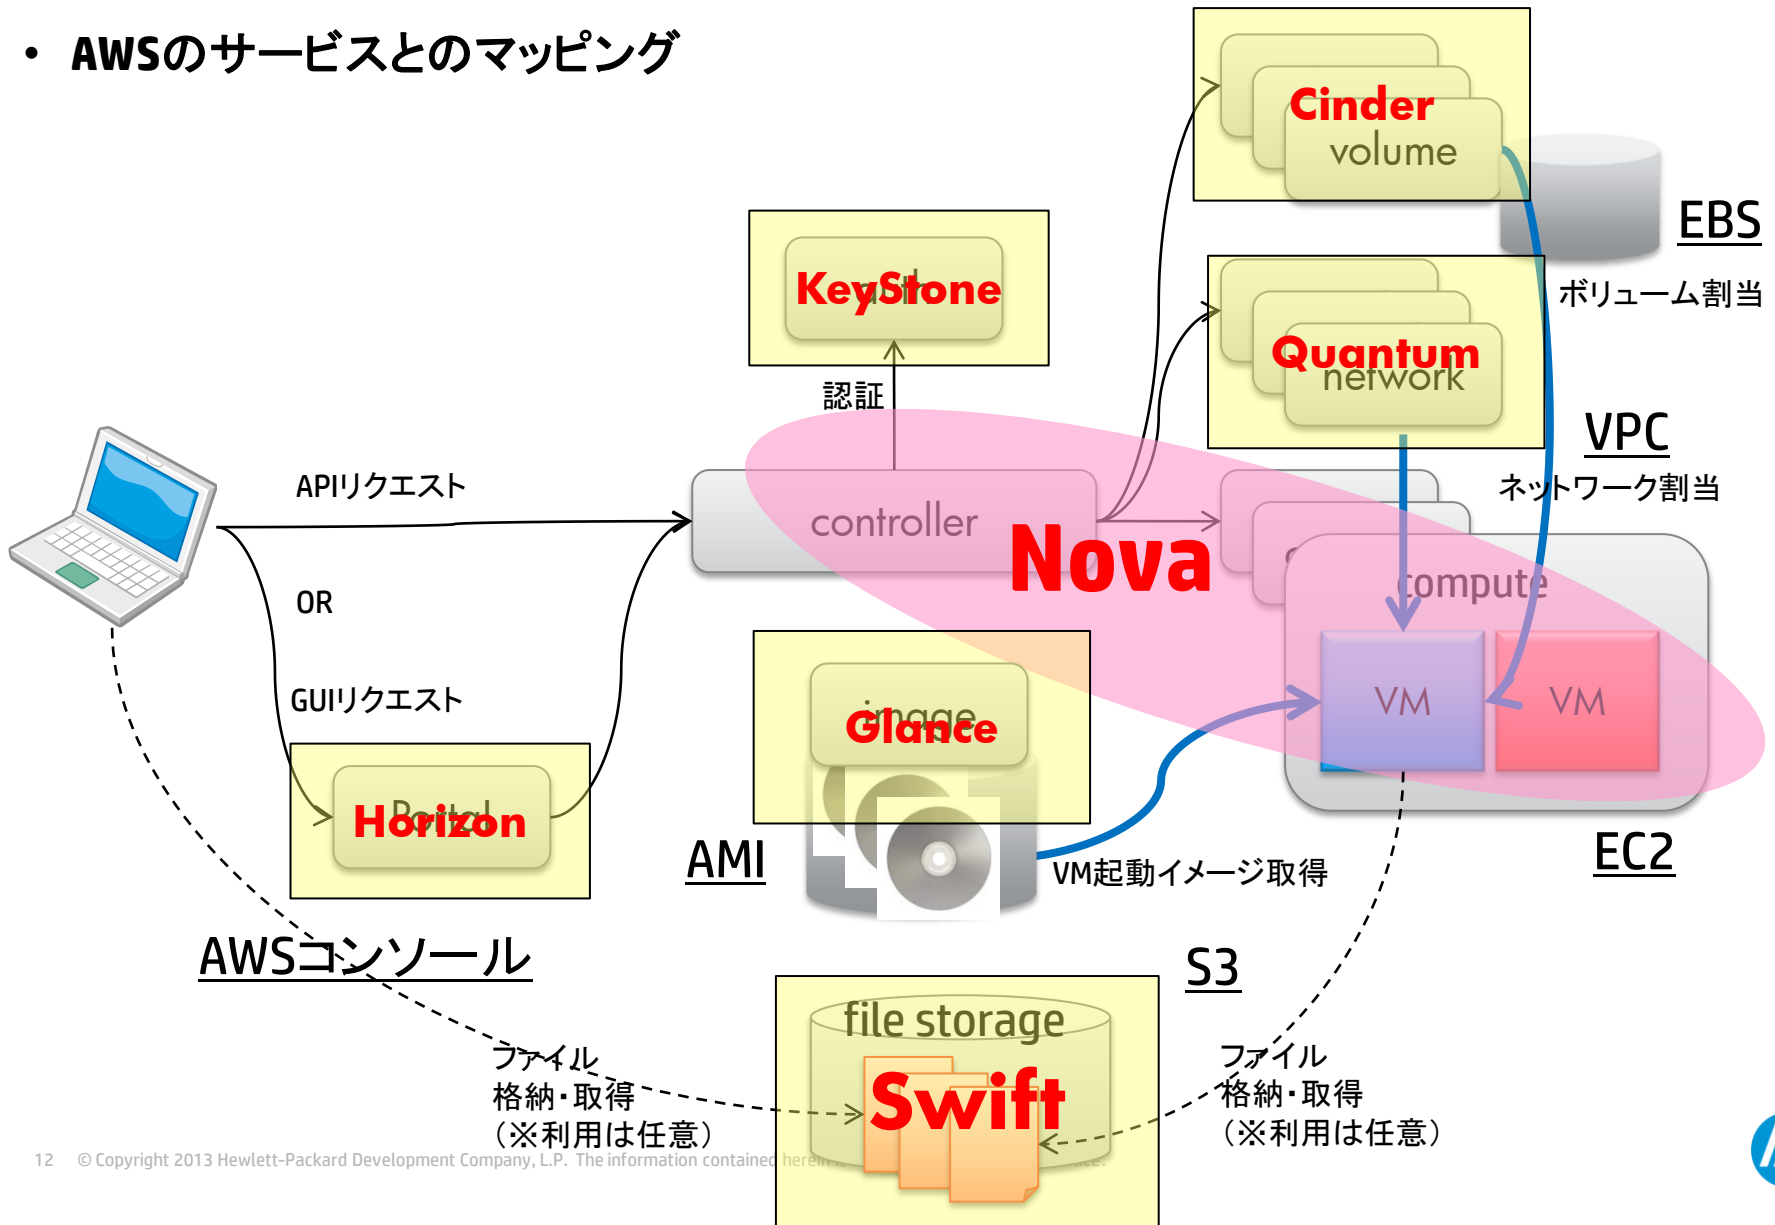 • AWSのサービスとのマッピング
Cinder
volume
EBS
ボリューム割当
KeyStone
認証
Quantum
network
VPC
ネットワーク割当
APIリクエスト
controller
Nova
compute
OR
VM
VM
GUIリクエスト
image
Glance
Portal
Horizon
AMI
VM起動イメージ取得
EC2
AWSコンソール
S3
file storage
Swift
ファイル
格納・取得
（※利用は任意）
ファイル
格納・取得
（※利用は任意）
12 © Copyright 2013 Hewlett-Packard Development Company, L.P. The information contained